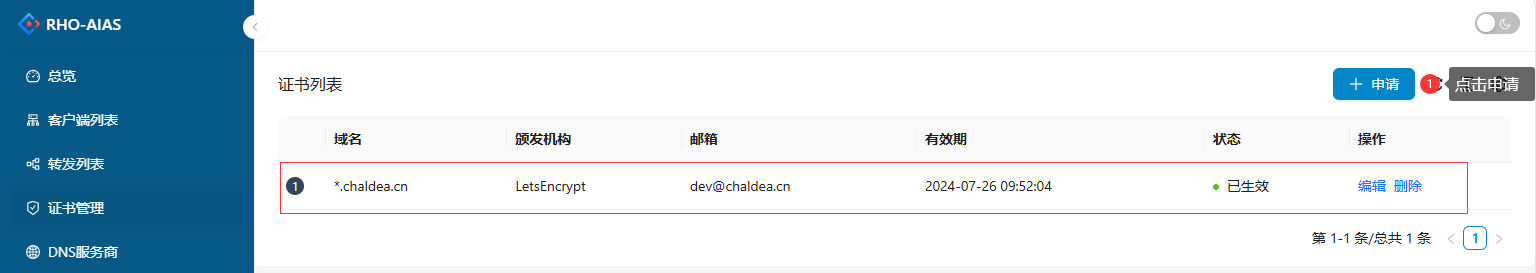 RHO-AIAS
总览
客户端列表
转发列表
证书管理
DNS服务商
证书列表
申请
1
点击申请
域名 颁发机构 邮箱 有效期 状态 操作
1 *.chaldea.cn LetsEncrypt dev@chaldea.cn 2024-07-26 09:52:04 已生效 编辑 删除
第 1-1 条/总共 1 条 1